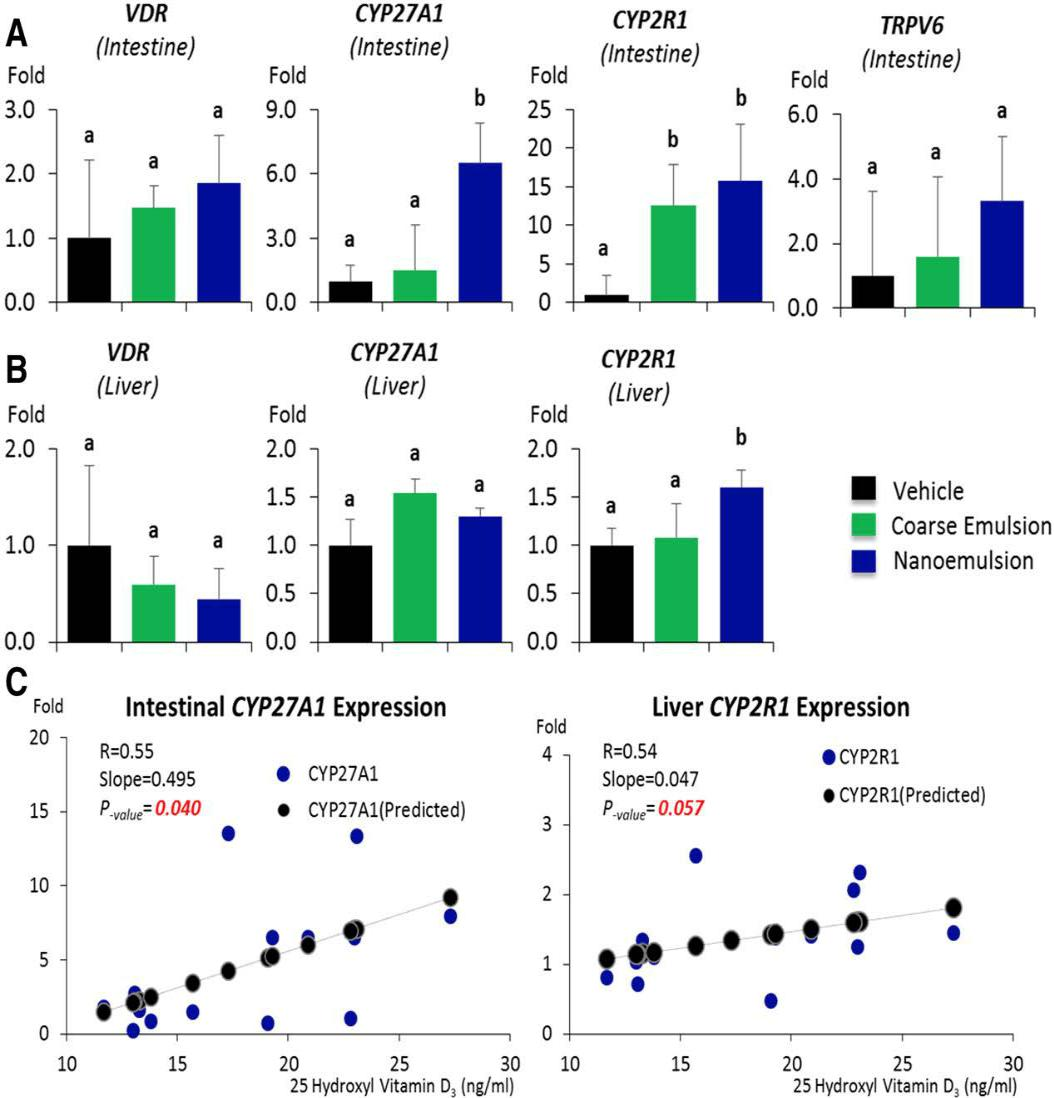 A
VDR
(Intestine)
Fold
3.0
2.0
1.0
0.0
a
a
a
CYP27A1
(Intestine)
Fold
9.0
6.0
3.0
0.0
a
a
b
CYP2R1
(Intestine)
Fold
25
20
15
10
5
0
a
b
b
TRPV6
(Intestine)
Fold
6.0
4.0
2.0
0.0
a
a
a
B
VDR
(Liver)
Fold
2.0
1.0
0.0
a
a
a
CYP27A1
(Liver)
Fold
2.0
1.5
1.0
0.5
0.0
a
a
a
CYP2R1
(Liver)
Fold
2.0
1.5
1.0
0.5
0.0
a
a
b
Vehicle
Coarse Emulsion
Nanoemulsion
C
Intestinal CYP27A1 Expression
Fold
20
15
10
5
0
R=0.55
Slope=0.495
P-value=0.040
CYP27A1
CYP27A1(Predicted)
10 15 20 25 30
25 Hydroxyl Vitamin D3 (ng/ml)
Liver CYP2R1 Expression
Fold
4
3
2
1
0
R=0.54
Slope=0.047
P-value=0.057
CYP2R1
CYP2R1(Predicted)
10 15 20 25 30
25 Hydroxyl Vitamin D3 (ng/ml)